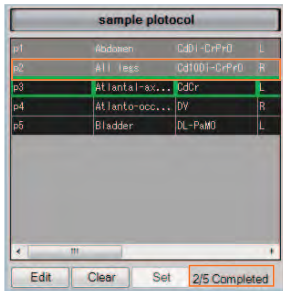 sample plotocol
p1 Abdomen CdDi-CrPrO L
p2 All legs Cd10Di-CrPrO R
p3 Atlantal-ax... CdCr L
p4 Atlanto-occ... DV R
p5 Bladder DL-PaMO L
Edit Clear Set 2/5 Completed